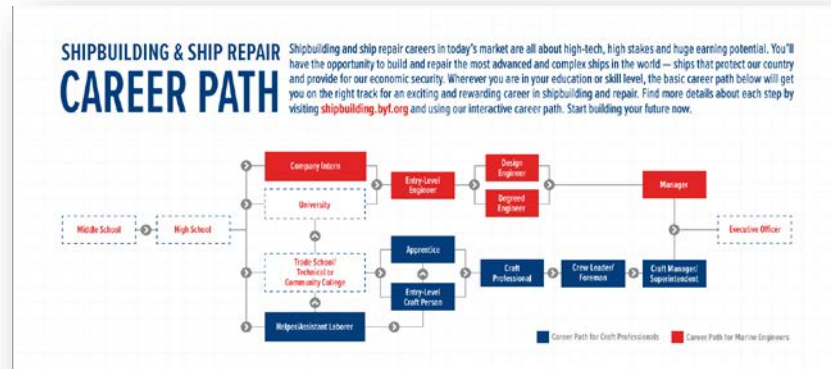 SHIPBUILDING & SHIP REPAIR
CAREER PATH
Shipbuilding and ship repair careers in today's market are all about high-tech, high stakes and huge earning potential. You'll
have the opportunity to build and repair the most advanced and complex ships in the world — ships that protect our country
and provide for our economic security. Wherever you are in your education or skill level, the basic career path below will get
you on the right track for an exciting and rewarding career in shipbuilding and repair. Find more details about each step by
visiting shipbuilding.byf.org and using our interactive career path. Start building your future now.
Middle School
High School
Company Intern
University
Trade School/
Technical or
Community College
Helper/Assistant Laborer
Entry-Level
Engineer
Apprentice
Entry-Level
Craft Person
Design
Engineer
Degreed
Engineer
Craft
Professional
Crew Leader/
Foreman
Manager
Craft Manager/
Superintendent
Executive Officer
Career Path for Craft Professionals
Career Path for Marine Engineers